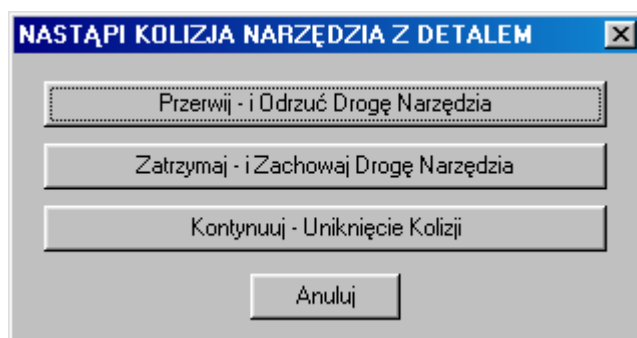 NASTĄPI KOLIZJA NARZĘDZIA Z DETALEM
Przerwij - i Odrzuć Drogę Narzędzia
Zatrzymaj - i Zachowaj Drogę Narzędzia
Kontynuuj - Uniknięcie Kolizji
Anuluj